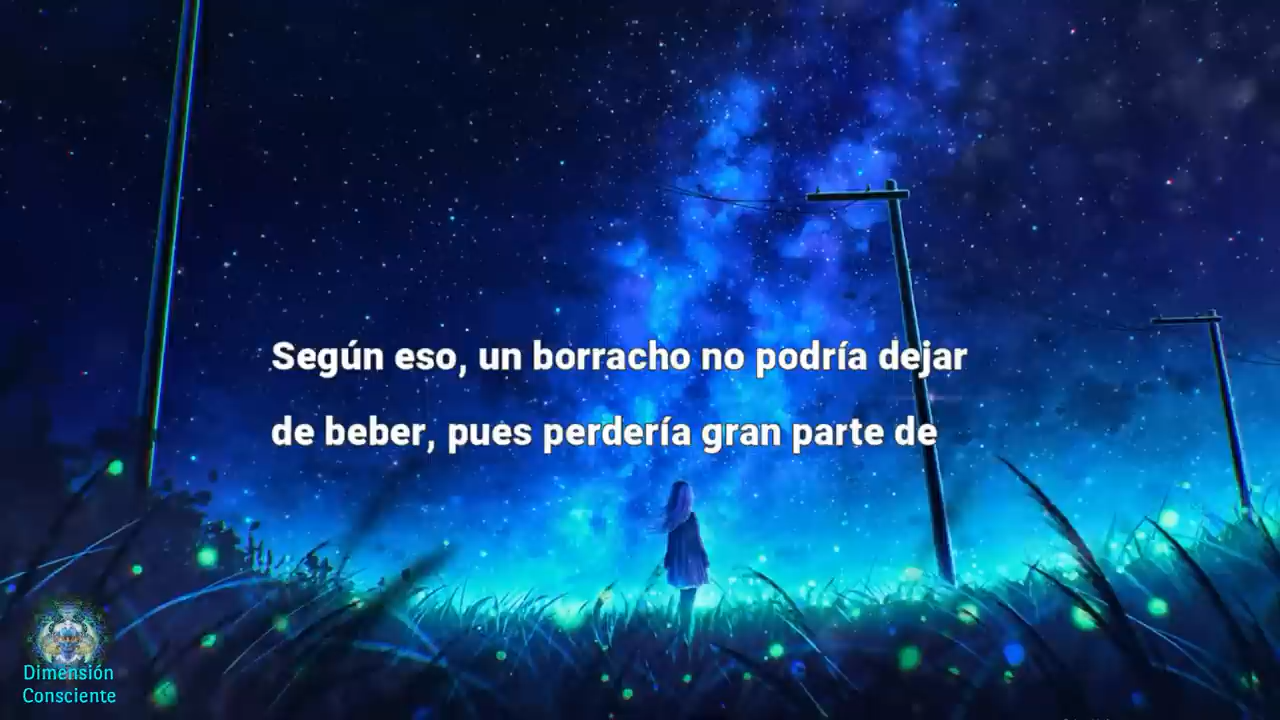 Según eso, un borracho no podría dejar
de beber, pues perdería gran parte de
Dimensión
Consciente